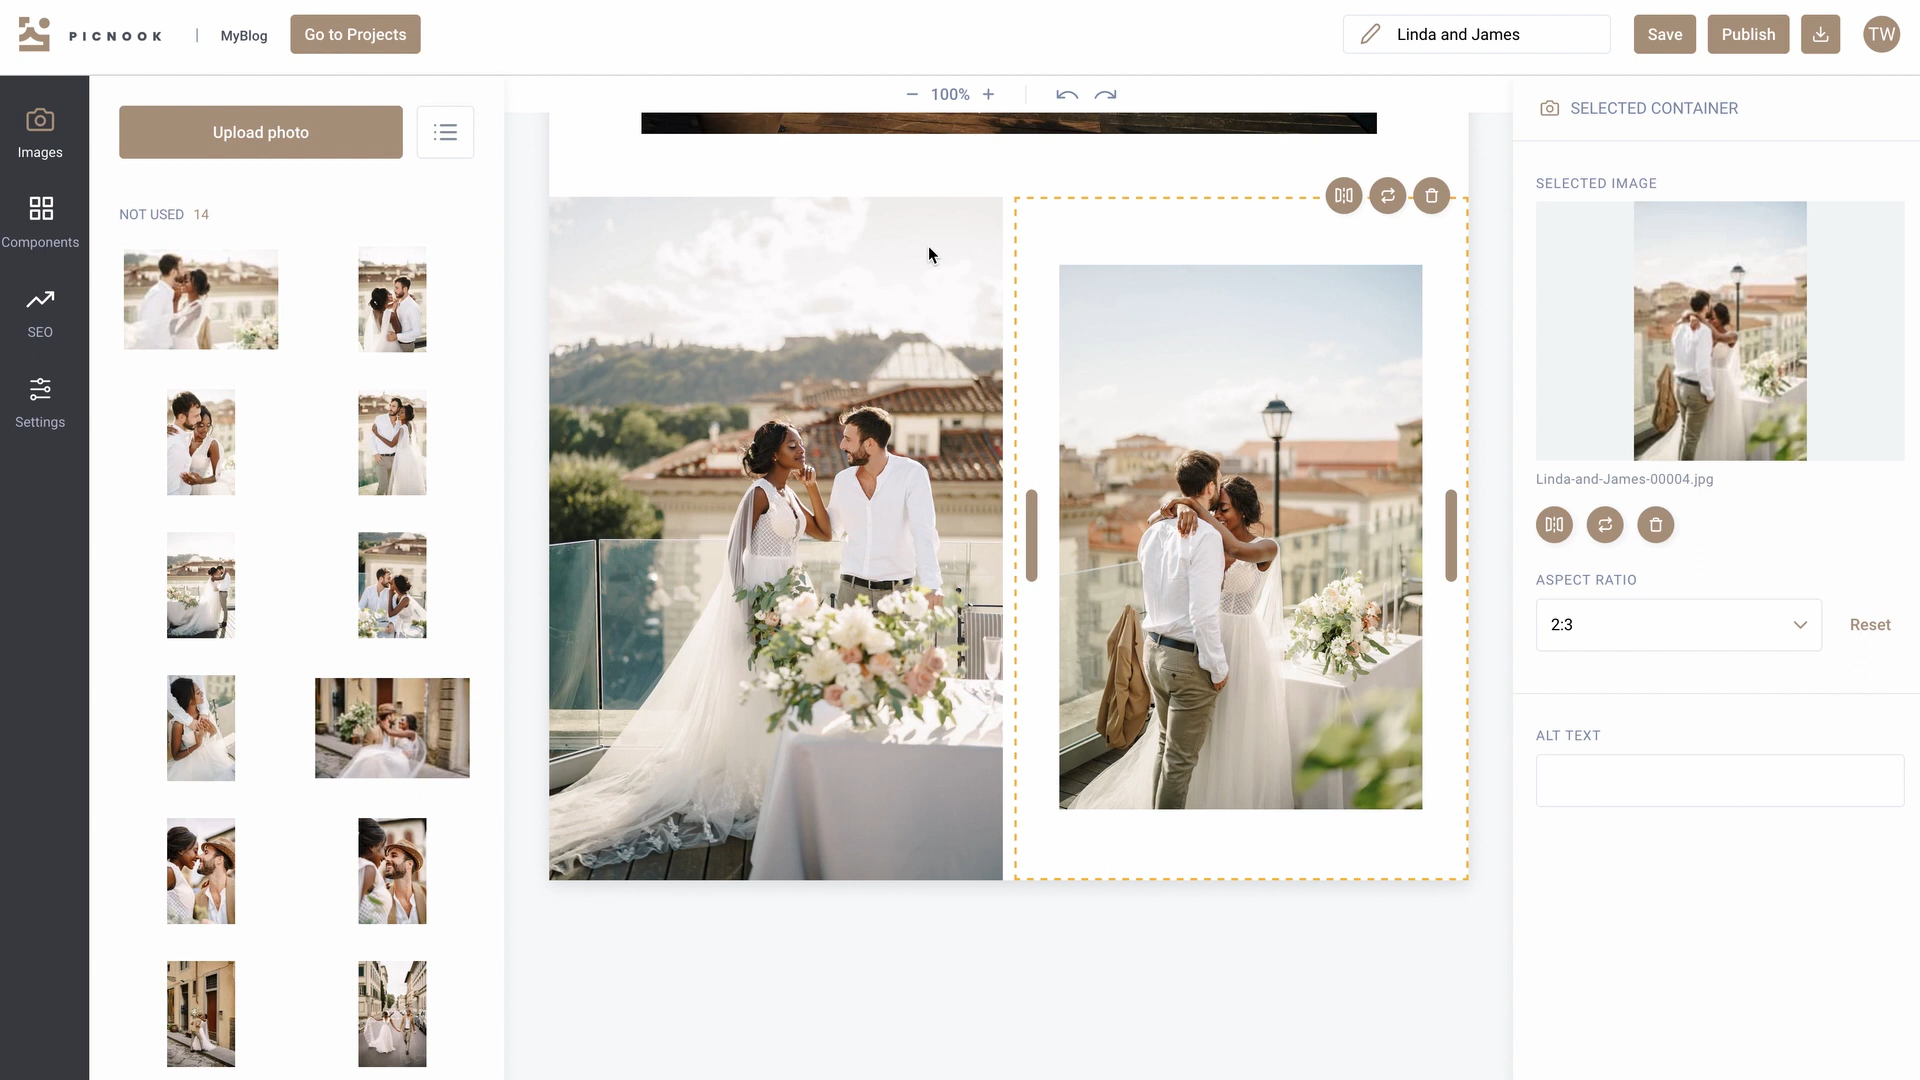 PICNOOK
MyBlog
Go to Projects
Linda and James
Save
Publish
TW
Images
Components
SEO
Settings
Upload photo
NOT USED 14
100%
SELECTED CONTAINER
SELECTED IMAGE
Linda-and-James-00004.jpg
ASPECT RATIO
2:3
Reset
ALT TEXT